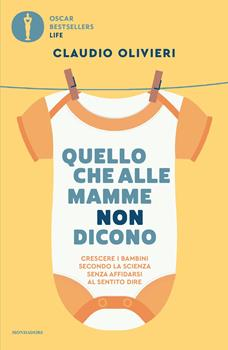 OSCAR
BESTSELLERS
LIFE
CLAUDIO OLIVIERI
QUELLO
CHE ALLE
MAMME
NON
DICONO
CRESCERE I BAMBINI
SECONDO LA SCIENZA
SENZA AFFIDARSI
AL SENTITO DIRE
MONDADORI